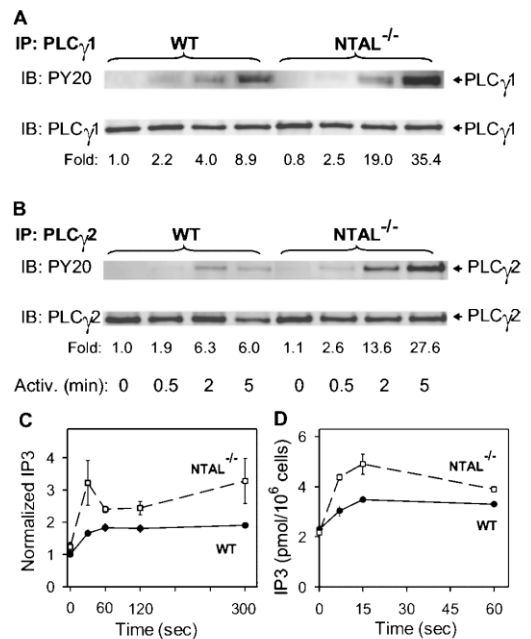 A
IP: PLCγ1 WT NTAL-/-
IB: PY20 PLCγ1
IB: PLCγ1 PLCγ1
Fold: 1.0 2.2 4.0 8.9 0.8 2.5 19.0 35.4
B
IP: PLCγ2 WT NTAL-/-
IB: PY20 PLCγ2
IB: PLCγ2 PLCγ2
Fold: 1.0 1.9 6.3 6.0 1.1 2.6 13.6 27.6
Activ. (min): 0 0.5 2 5 0 0.5 2 5
C
Normalized IP3
5
4
3
2
1
0
NTAL-/-
WT
0 60 120 300
Time (sec)
D
IP3 (pmol/10⁶ cells)
6
4
2
0
NTAL-/-
WT
0 15 30 45 60
Time (sec)